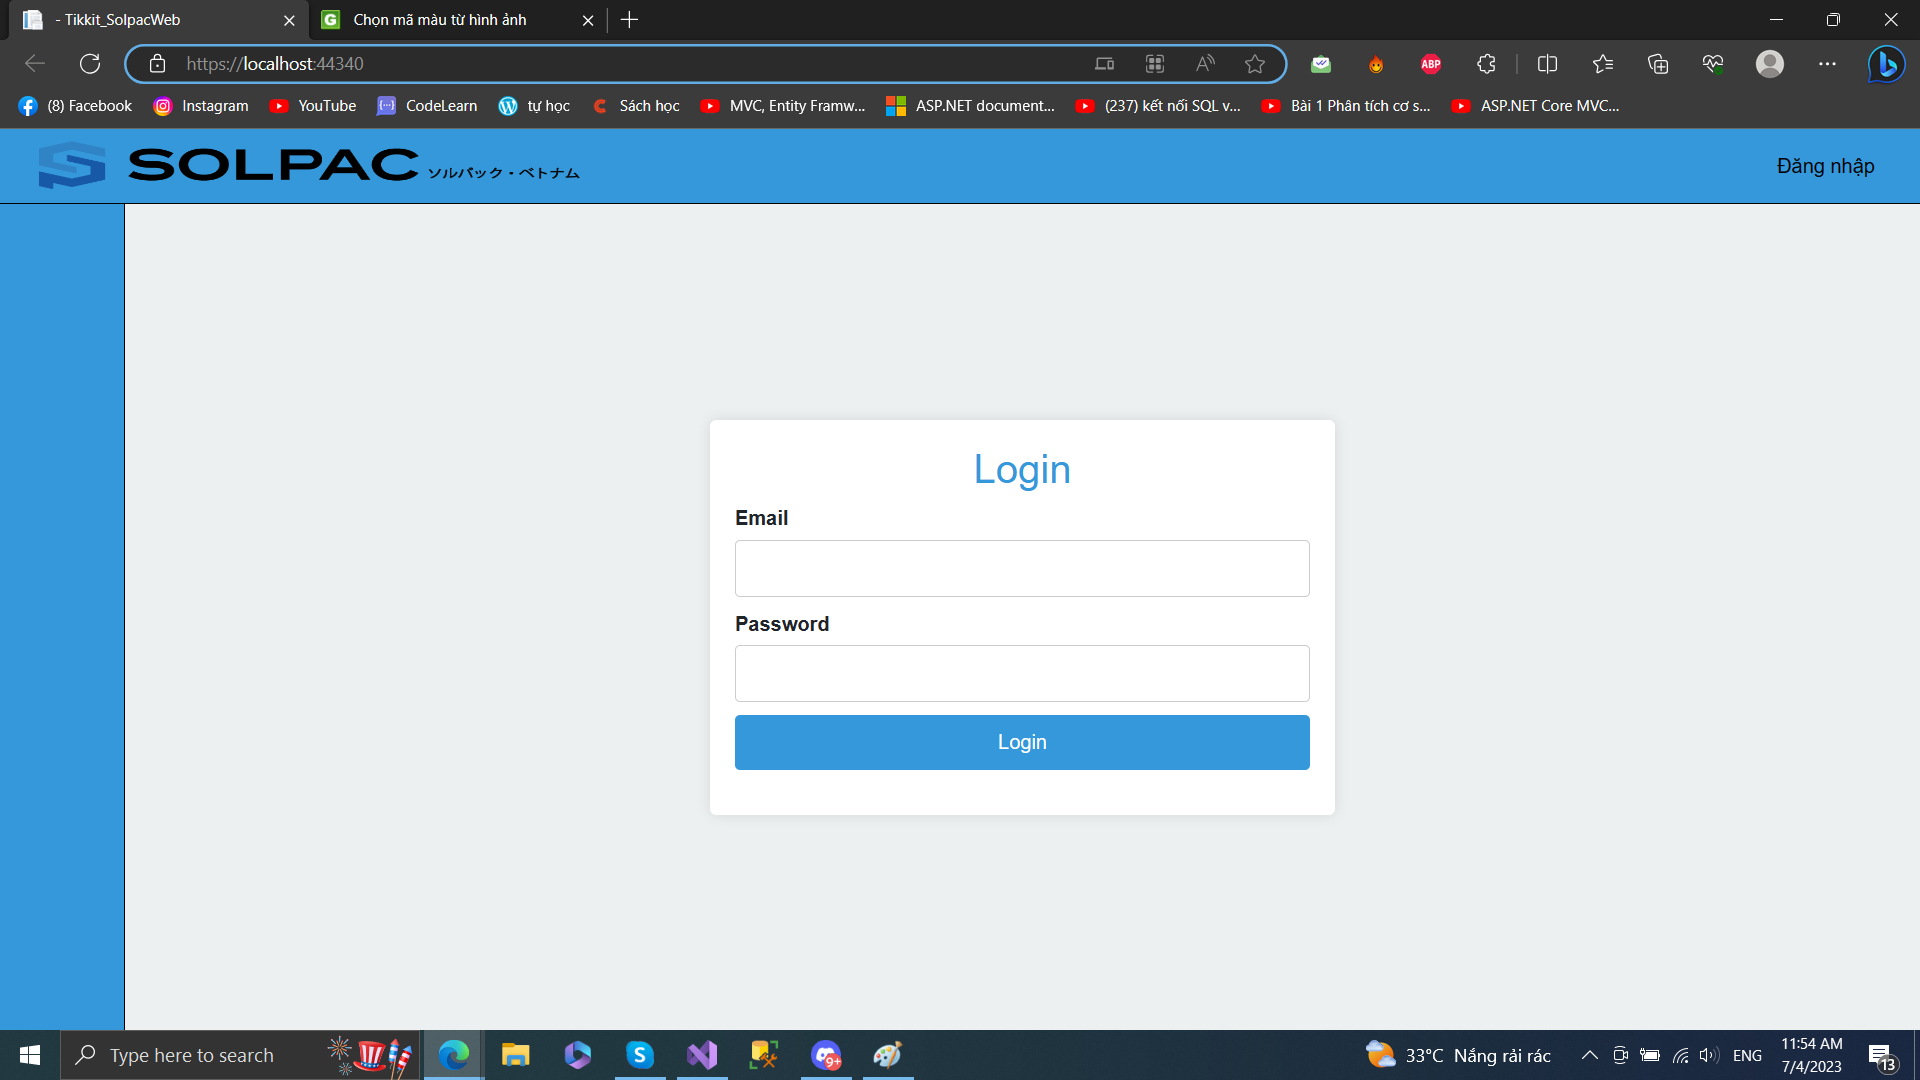 - Tikkit_SolpacWeb
Chọn mã màu từ hình ảnh
https://localhost:44340
ABP
(8) Facebook
Instagram
YouTube
CodeLearn
tự học
Sách học
MVC, Entity Framw...
ASP.NET document...
(237) kết nối SQL v...
Bài 1 Phân tích cơ s...
ASP.NET Core MVC...
SOLPAC ソルパック・ベトナム
Đăng nhập
Login
Email
Password
Login
Type here to search
9+
33°C Nắng rải rác
ENG
11:54 AM
7/4/2023
13